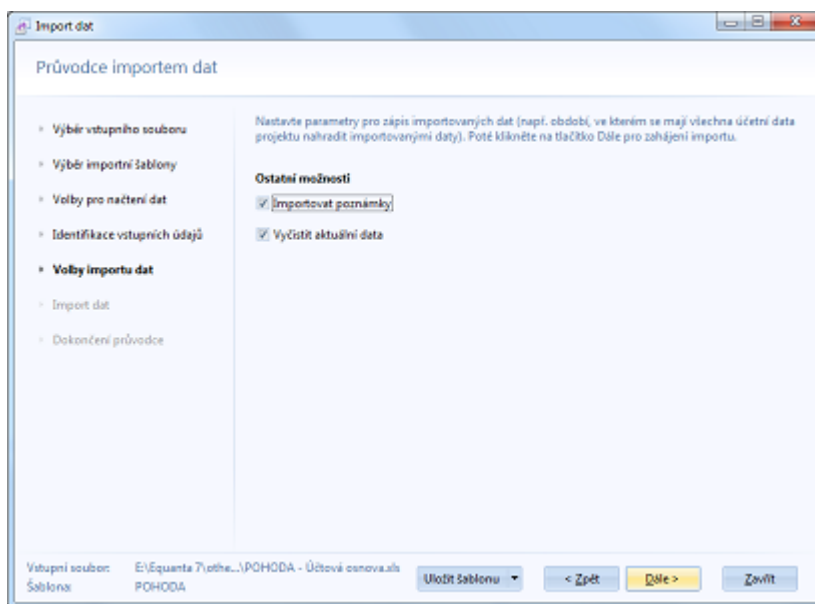 Import dat
Průvodce importem dat
Výběr vstupního souboru
Výběr importní šablony
Volby pro načtení dat
Identifikace vstupních údajů
Volby importu dat
Import dat
Dokončení průvodce
Nastavte parametry pro zápis importovaných dat (např. období, ve kterém se mají všechna účetní data
projektu nahradit importovanými daty). Poté klikněte na tlačítko Dále pro zahájení importu.
Ostatní možnosti
Importovat poznámky
Vyčistit aktuální data
Vstupní soubor: E:\Equanta 7\othe...\POHODA - Účtová osnova.xls
Šablona: POHODA
Uložit šablonu
< Zpět
Dále >
Zavřít